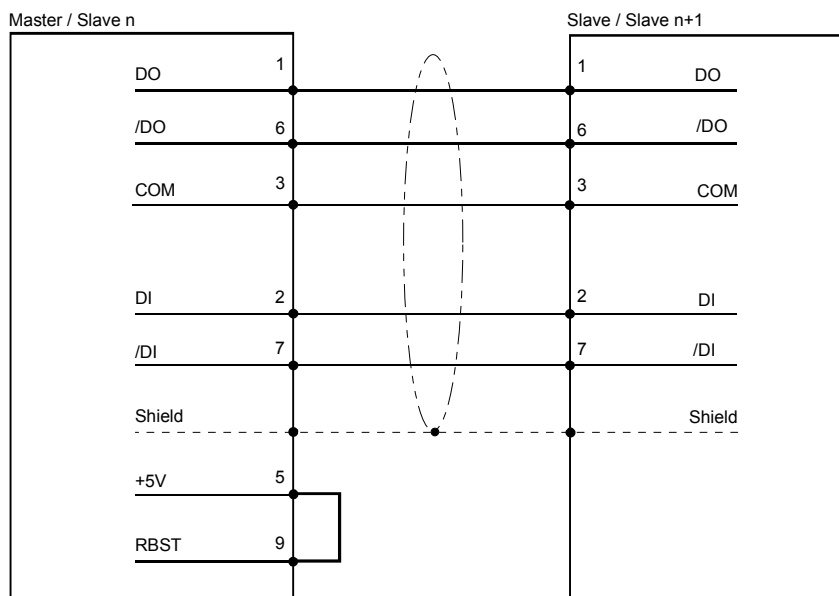 Master / Slave n Slave / Slave n+1
DO 1 1 DO
/DO 6 6 /DO
COM 3 3 COM
DI 2 2 DI
/DI 7 7 /DI
Shield Shield
+5V 5
RBST 9